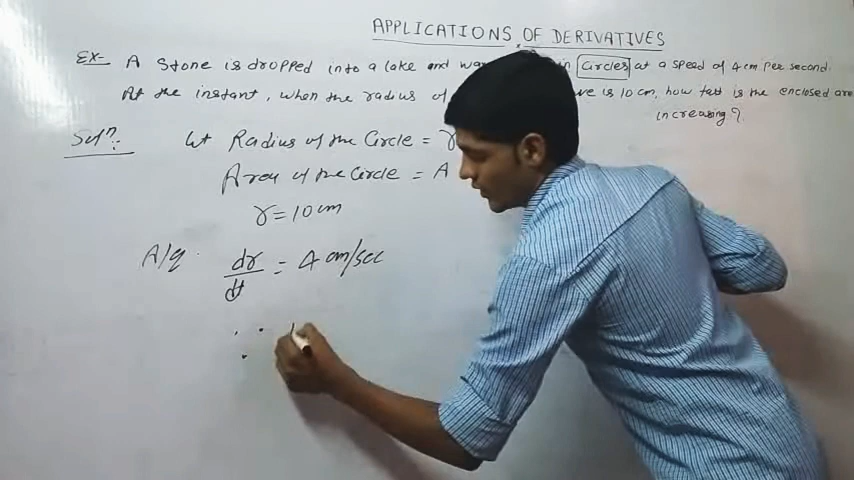 APPLICATIONS OF DERIVATIVES
Ex- A stone is dropped into a lake and in Circles at a speed of 4 cm per second.
At the instant, when the radius of is 10 cm, how fast is the enclosed are
increasing?
Solⁿ:
Let Radius of the Circle = r
Area of the Circle = A
r = 10 cm
A/q. dr/dt = 4 cm/sec
∵